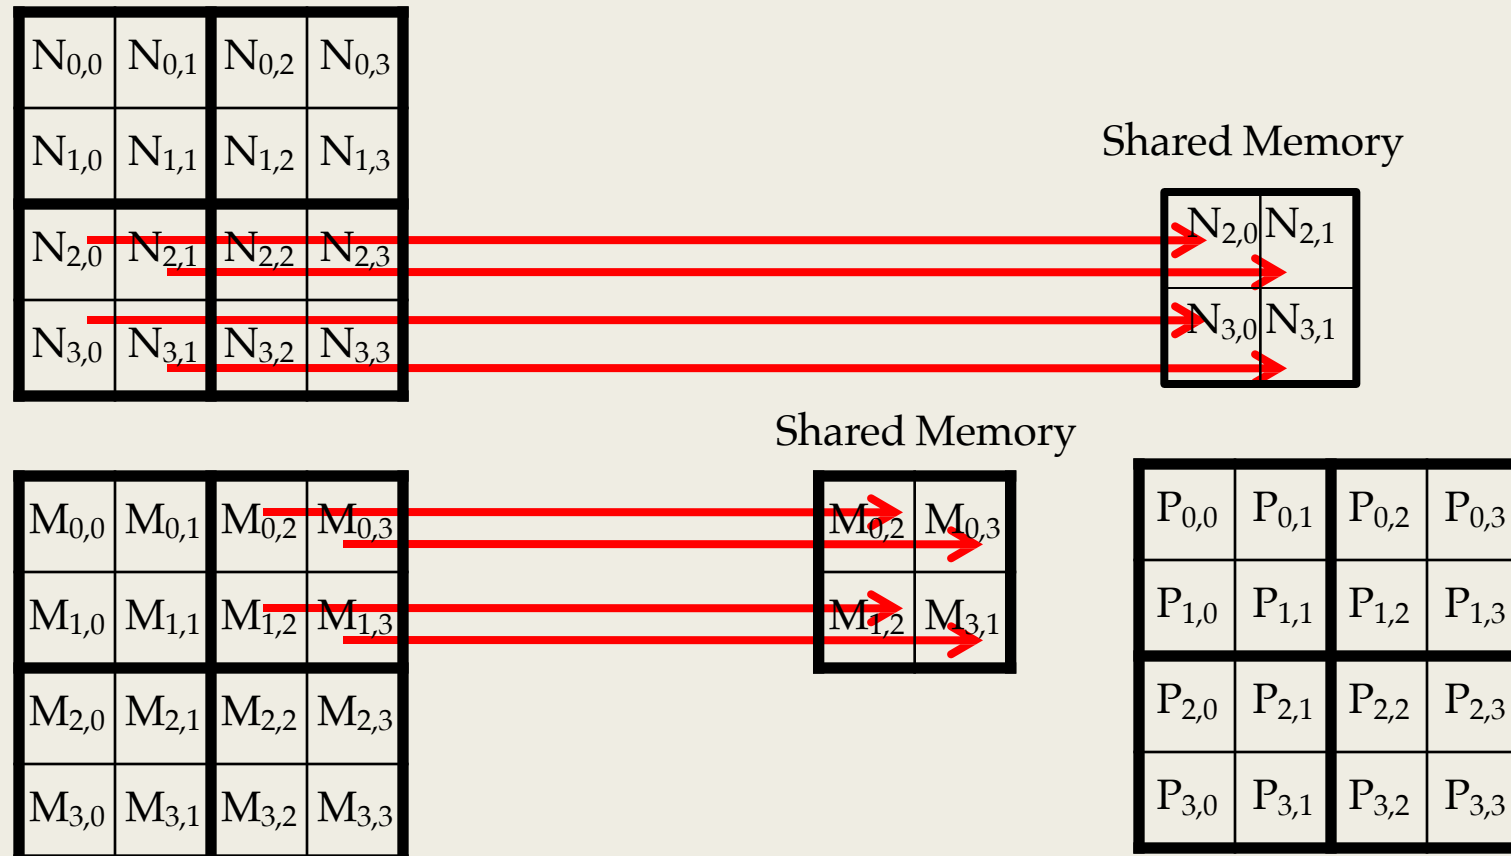 N0,0 N0,1 N0,2 N0,3
N1,0 N1,1 N1,2 N1,3
N2,0 N2,1 N2,2 N2,3
N3,0 N3,1 N3,2 N3,3
Shared Memory
N2,0 N2,1
N3,0 N3,1
M0,0 M0,1 M0,2 M0,3
M1,0 M1,1 M1,2 M1,3
M2,0 M2,1 M2,2 M2,3
M3,0 M3,1 M3,2 M3,3
Shared Memory
M0,2 M0,3
M1,2 M3,1
P0,0 P0,1 P0,2 P0,3
P1,0 P1,1 P1,2 P1,3
P2,0 P2,1 P2,2 P2,3
P3,0 P3,1 P3,2 P3,3